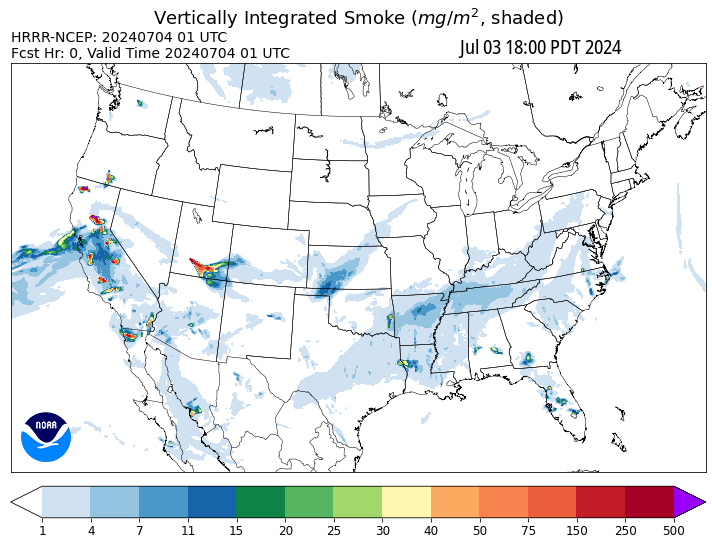 Vertically Integrated Smoke (mg/m², shaded)
HRRR-NCEP: 20240704 01 UTC
Fcst Hr: 0, Valid Time 20240704 01 UTC
Jul 03 18:00 PDT 2024
NOAA
1 4 7 11 15 20 25 30 40 50 75 150 250 500